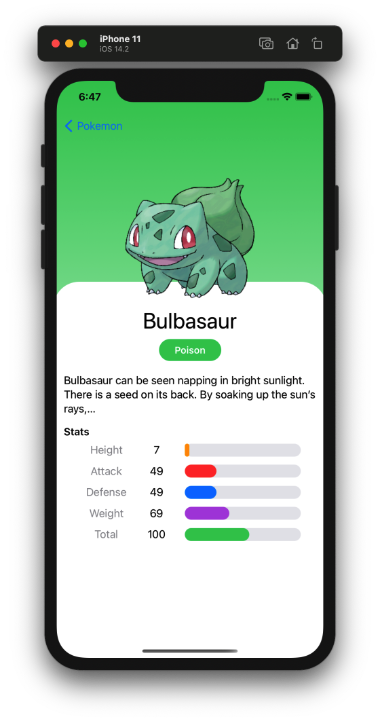 iPhone 11
iOS 14.2
6:47
Pokemon
Bulbasaur
Poison
Bulbasaur can be seen napping in bright sunlight.
There is a seed on its back. By soaking up the sun’s
rays,...
Stats
Height 7
Attack 49
Defense 49
Weight 69
Total 100